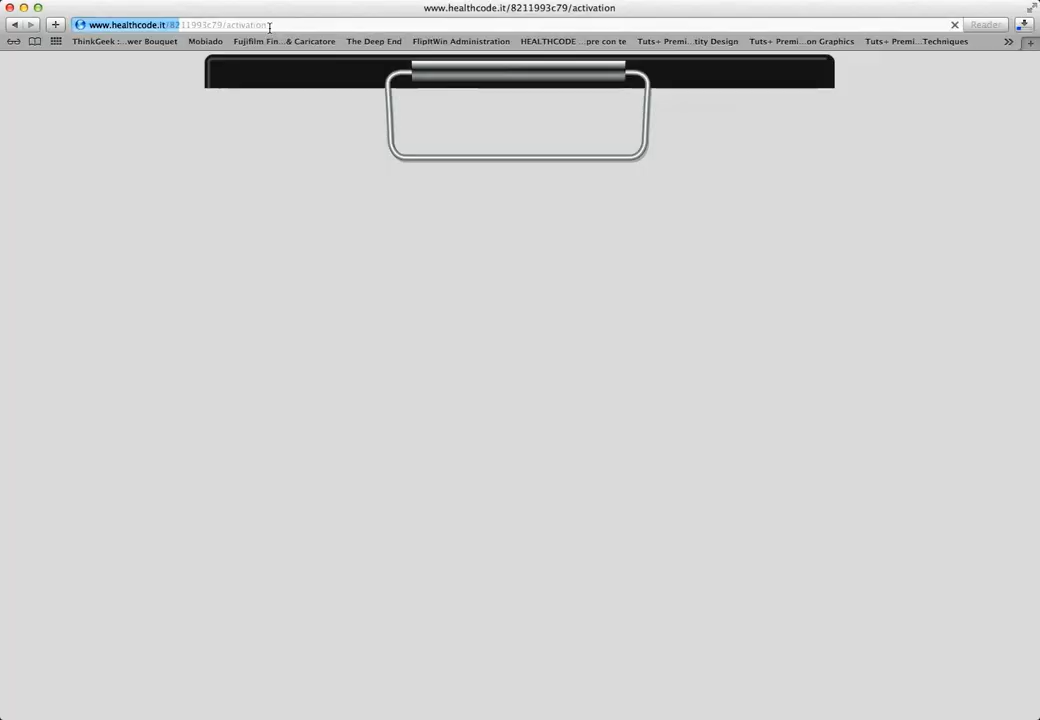 www.healthcode.it/8211993c79/activation
www.healthcode.it/8211993c79/activation Reader
ThinkGeek :...wer Bouquet Mobiado Fujifilm Fin...& Caricatore The Deep End FlipItWin Administration HEALTHCODE ...pre con te Tuts+ Premi...tity Design Tuts+ Premi...on Graphics Tuts+ Premi...Techniques